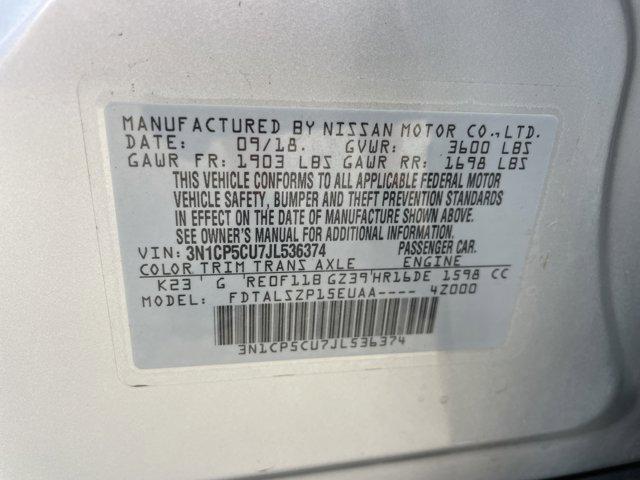 MANUFACTURED BY NISSAN MOTOR CO.,LTD.
DATE: 09/18. GVWR: 3600 LBS
GAWR FR: 1903 LBS GAWR RR: 1698 LBS
THIS VEHICLE CONFORMS TO ALL APPLICABLE FEDERAL MOTOR
VEHICLE SAFETY, BUMPER AND THEFT PREVENTION STANDARDS
IN EFFECT ON THE DATE OF MANUFACTURE SHOWN ABOVE.
SEE OWNER'S MANUAL FOR ADDITIONAL INFORMATION
VIN: 3N1CP5CU7JL536374 PASSENGER CAR.
COLOR TRIM TRANS AXLE ENGINE
K23 G RE0F11B GZ39 HR16DE 1598 CC
MODEL: FDTALSZP15EUAA---- 4Z000
3N1CP5CU7JL536374